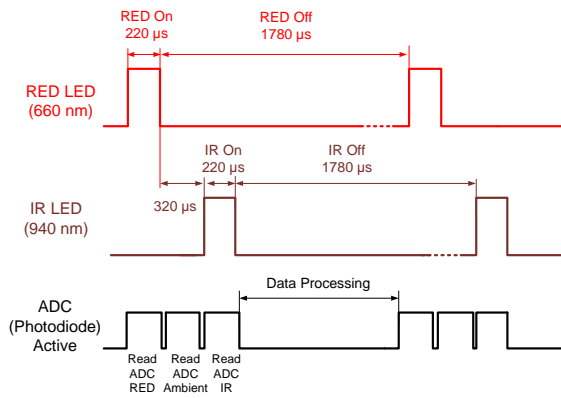 RED On
220 µs
RED Off
1780 µs
RED LED
(660 nm)
IR On
220 µs
IR Off
1780 µs
320 µs
IR LED
(940 nm)
Data Processing
ADC
(Photodiode)
Active
Read
ADC
RED
Read
ADC
Ambient
Read
ADC
IR